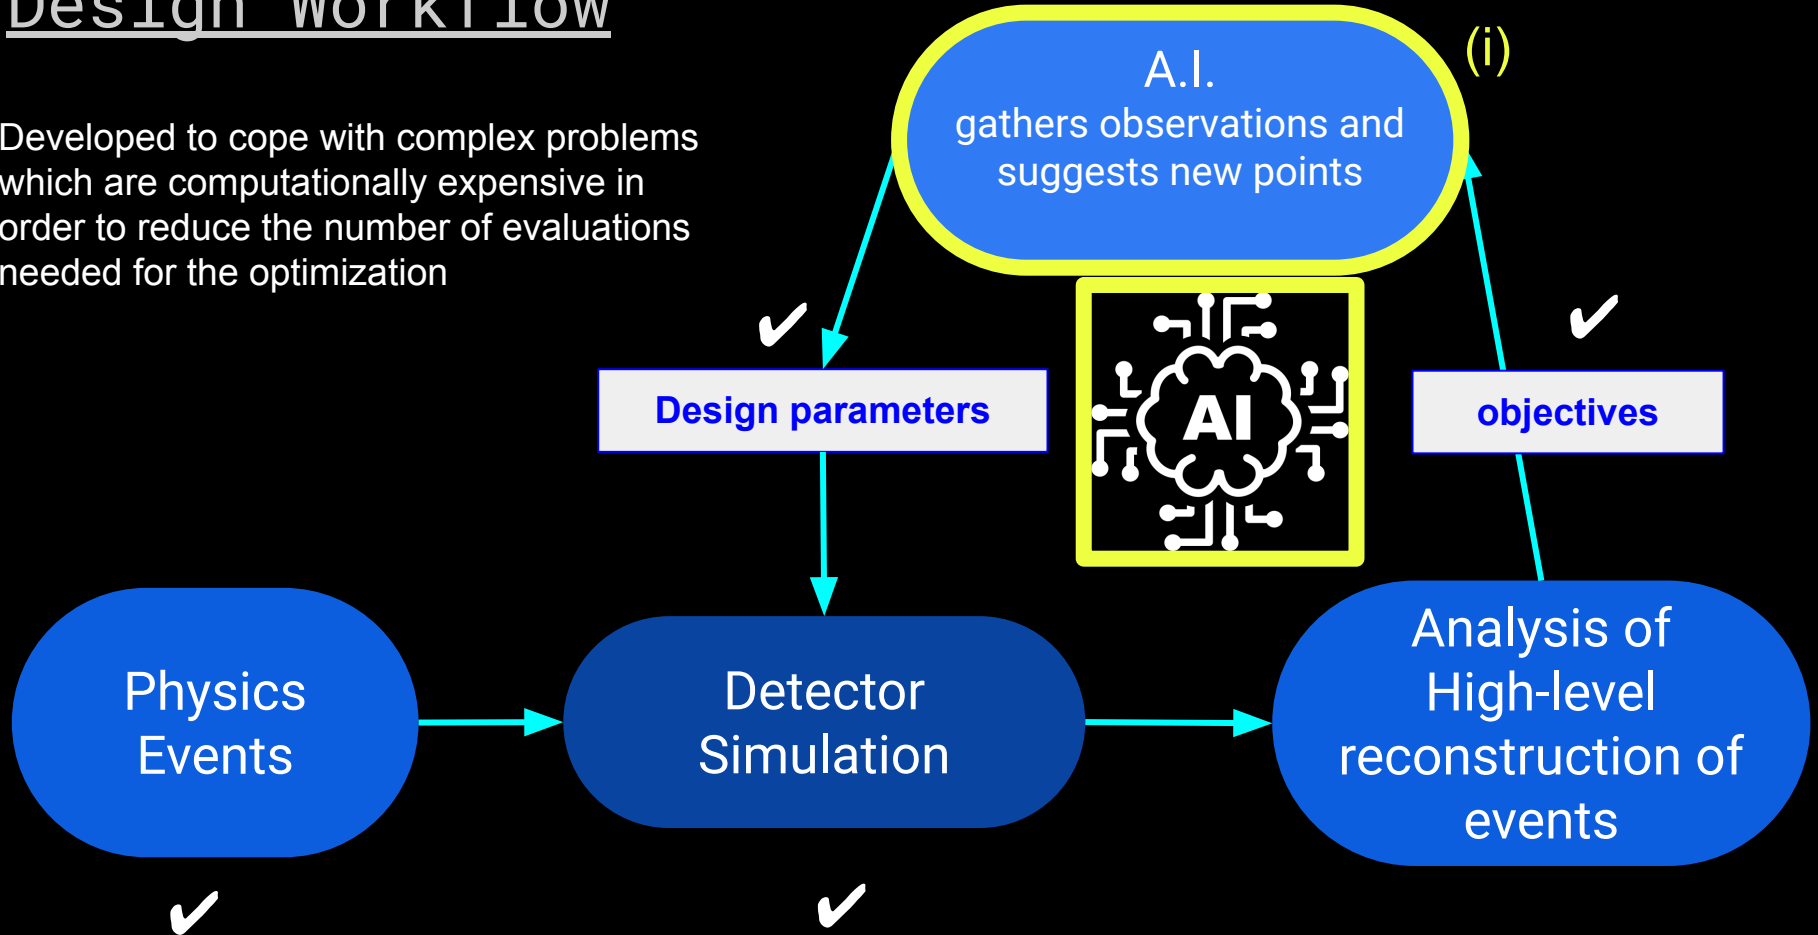 Design Workflow
Developed to cope with complex problems
which are computationally expensive in
order to reduce the number of evaluations
needed for the optimization
A.I.
gathers observations and
suggests new points
(i)
✔
✔
Design parameters
AI
objectives
Physics
Events
Detector
Simulation
Analysis of
High-level
reconstruction of
events
✔
✔